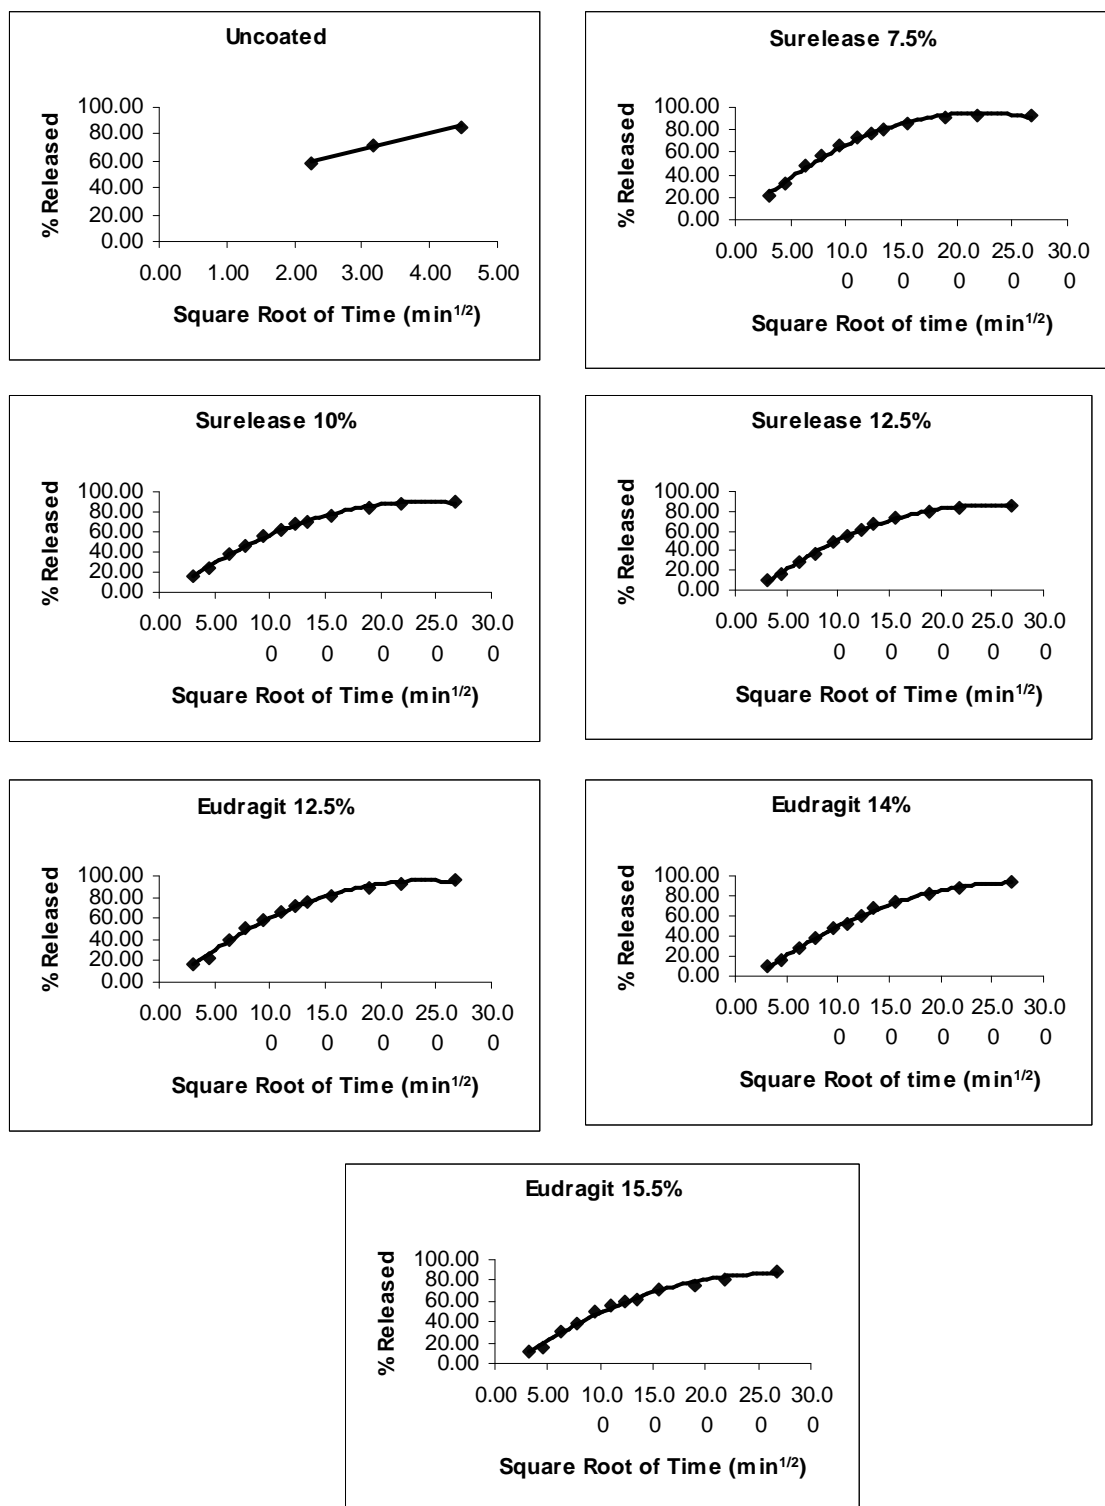 Uncoated
100.00
80.00
60.00
40.00
20.00
0.00
% Released
0.00 1.00 2.00 3.00 4.00 5.00
Square Root of Time (min1/2)
Surelease 7.5%
100.00
80.00
60.00
40.00
20.00
0.00
% Released
0.00 5.00 10.0 15.0 20.0 25.0 30.0
0 0 0 0 0
Square Root of time (min1/2)
Surelease 10%
100.00
80.00
60.00
40.00
20.00
0.00
% Released
0.00 5.00 10.0 15.0 20.0 25.0 30.0
0 0 0 0 0
Square Root of Time (min1/2)
Surelease 12.5%
100.00
80.00
60.00
40.00
20.00
0.00
% Released
0.00 5.00 10.0 15.0 20.0 25.0 30.0
0 0 0 0 0
Square Root of Time (min1/2)
Eudragit 12.5%
100.00
80.00
60.00
40.00
20.00
0.00
% Released
0.00 5.00 10.0 15.0 20.0 25.0 30.0
0 0 0 0 0
Square Root of Time (min1/2)
Eudragit 14%
100.00
80.00
60.00
40.00
20.00
0.00
% Released
0.00 5.00 10.0 15.0 20.0 25.0 30.0
0 0 0 0 0
Square Root of time (min1/2)
Eudragit 15.5%
100.00
80.00
60.00
40.00
20.00
0.00
% Released
0.00 5.00 10.0 15.0 20.0 25.0 30.0
0 0 0 0 0
Square Root of Time (min1/2)